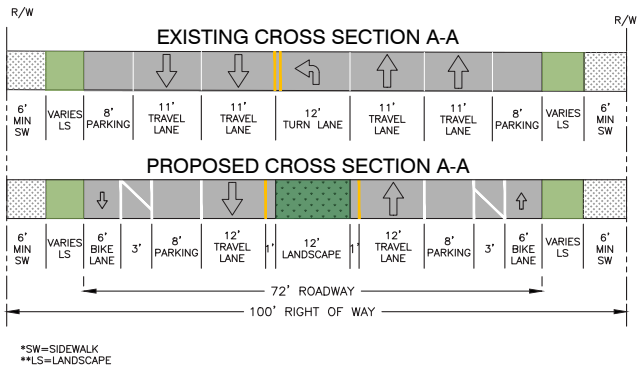 R/W
R/W
EXISTING CROSS SECTION A-A
6' MIN SW
VARIES LS
8' PARKING
11' TRAVEL LANE
11' TRAVEL LANE
12' TURN LANE
11' TRAVEL LANE
11' TRAVEL LANE
8' PARKING
VARIES LS
6' MIN SW
PROPOSED CROSS SECTION A-A
6' MIN SW
VARIES LS
6' BIKE LANE
3'
8' PARKING
12' TRAVEL LANE
1'
12' LANDSCAPE
1'
12' TRAVEL LANE
8' PARKING
3'
6' BIKE LANE
VARIES LS
6' MIN SW
72' ROADWAY
100' RIGHT OF WAY
*SW=SIDEWALK
**LS=LANDSCAPE